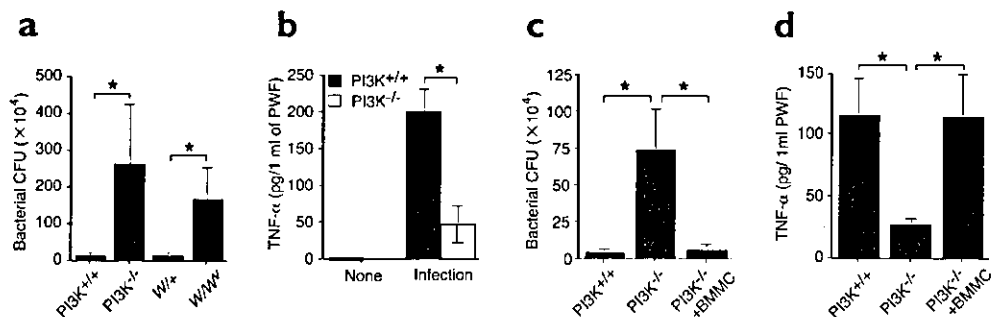 a
Bacterial CFU (×10⁴)
500
400
300
200
100
0
*
*
PI3K+/+
PI3K-/-
W/+
W/Wᵛ
b
TNF-α (pg/1 ml of PWF)
250
200
150
100
50
0
PI3K+/+
PI3K-/-
*
None
Infection
c
Bacterial CFU (×10⁴)
125
100
75
50
25
0
*
*
PI3K+/+
PI3K-/-
PI3K-/-
+BMMC
d
TNF-α (pg/ 1ml PWF)
150
100
50
0
*
*
PI3K+/+
PI3K-/-
PI3K-/-
+BMMC